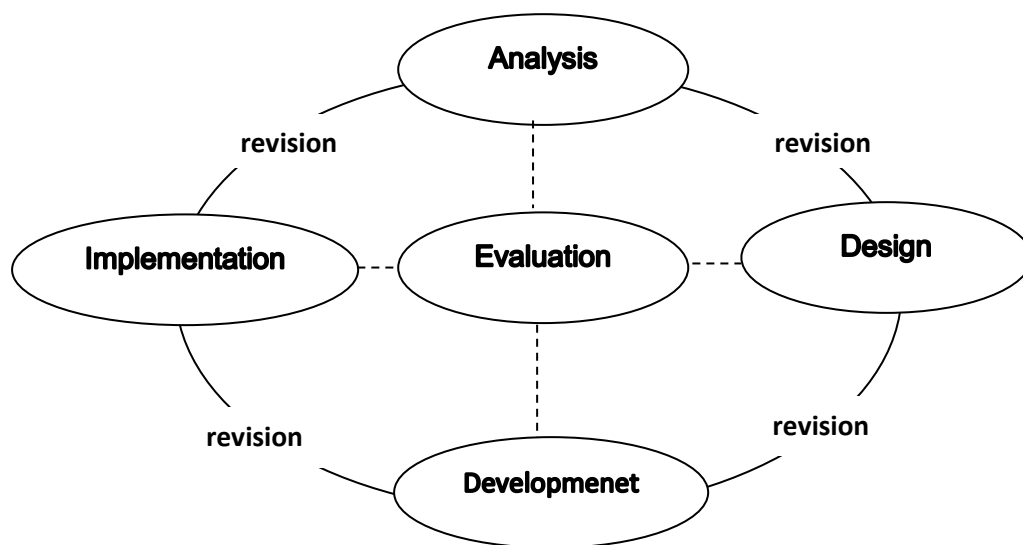 Analysis
revision
revision
Implementation
Evaluation
Design
revision
revision
Developmenet